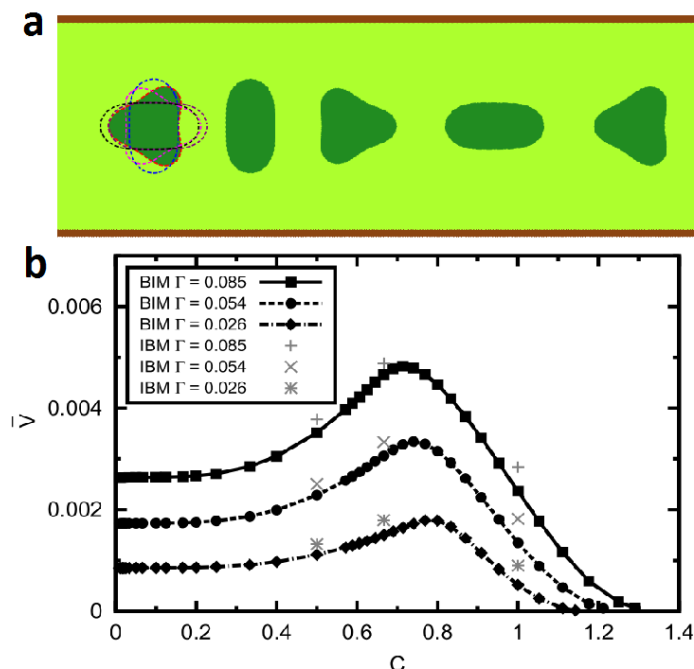 a
b
BIM Γ = 0.085
BIM Γ = 0.054
BIM Γ = 0.026
IBM Γ = 0.085
IBM Γ = 0.054
IBM Γ = 0.026
0.006
0.004
0.002
0
V̄
0 0.2 0.4 0.6 0.8 1 1.2 1.4
C